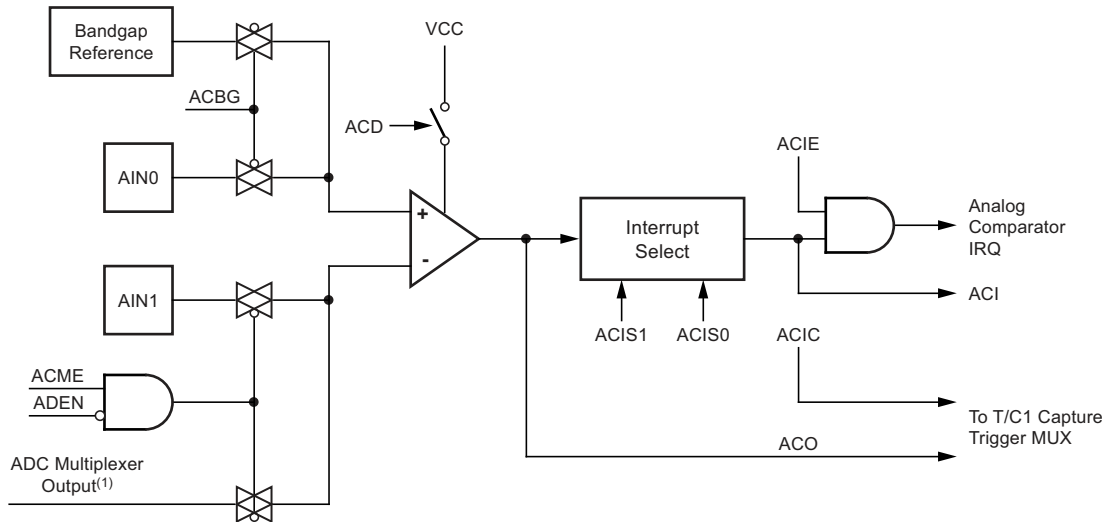 Bandgap
Reference
VCC
ACBG
ACD
ACIE
AIN0
+
Interrupt
Select
Analog
Comparator
IRQ
-
AIN1
ACI
ACIS1
ACIS0
ACIC
ACME
ADEN
To T/C1 Capture
Trigger MUX
ACO
ADC Multiplexer
Output(1)